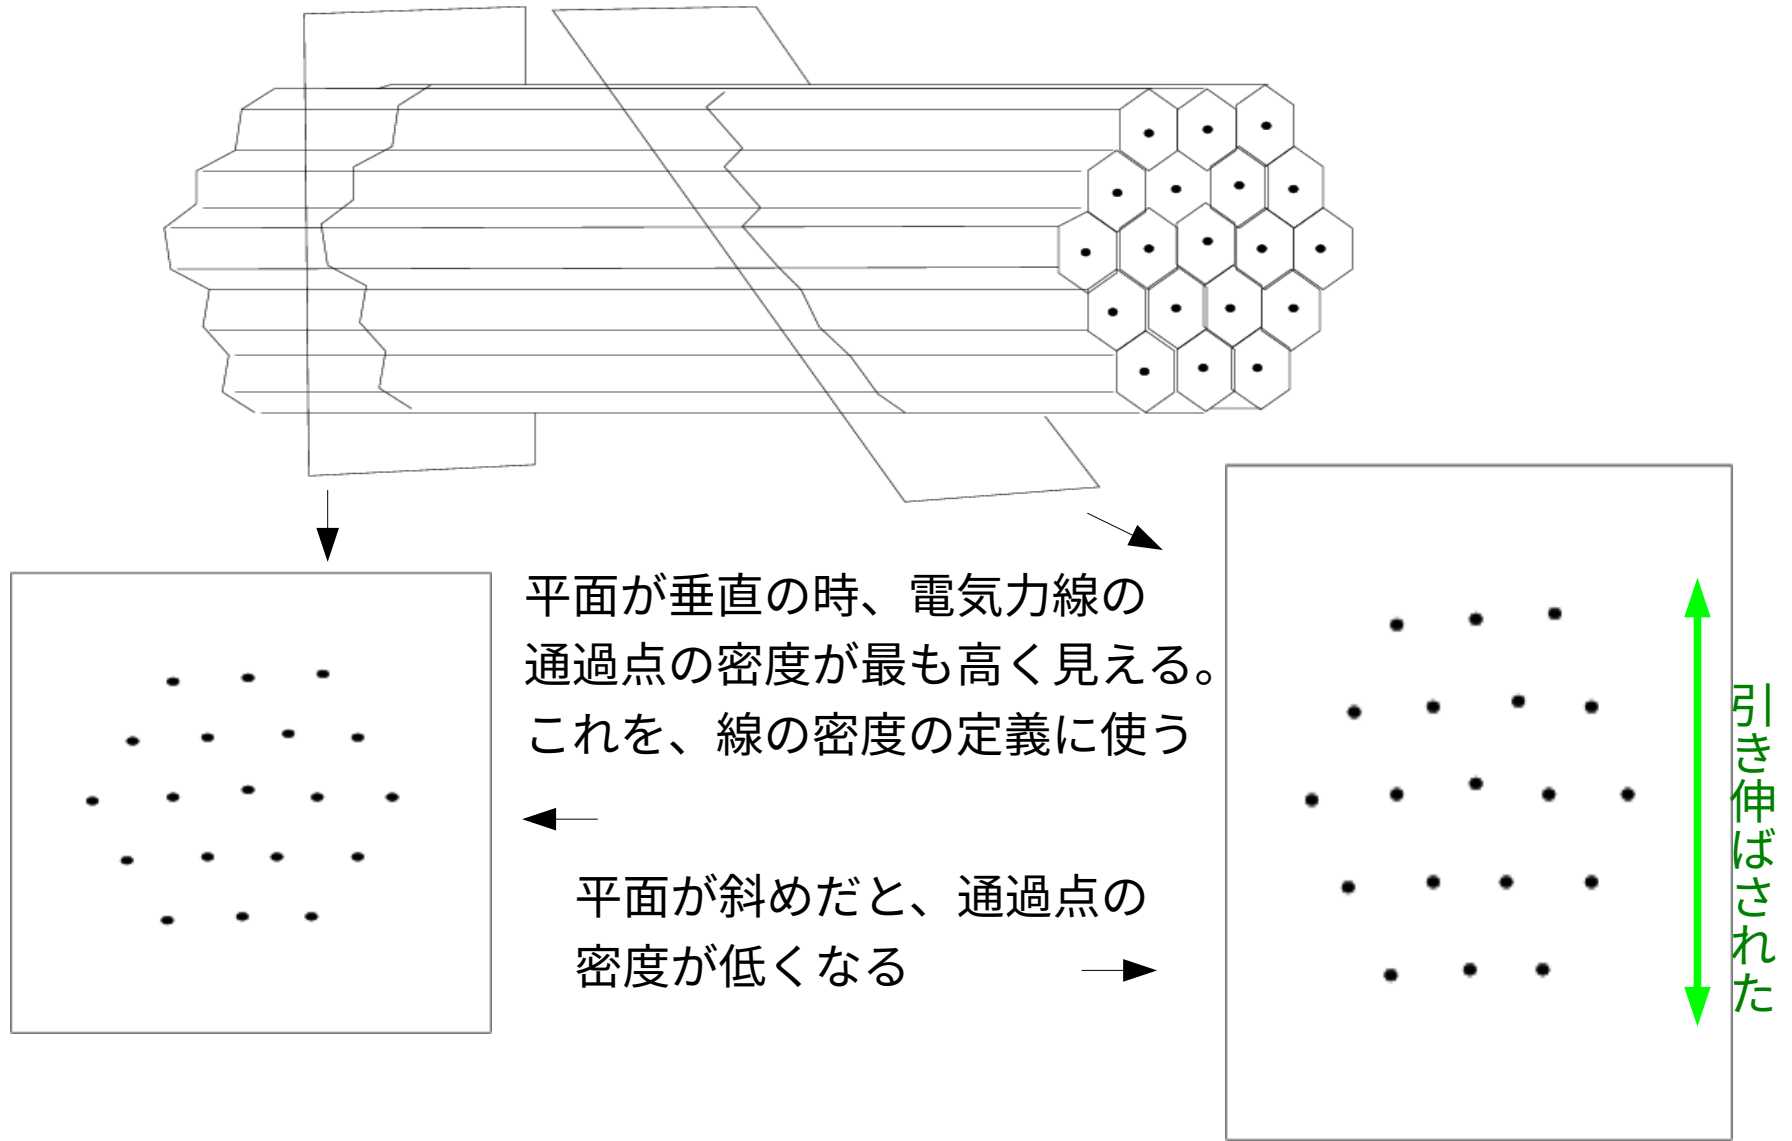 平面が垂直の時、電気力線の
通過点の密度が最も高く見える。
これを、線の密度の定義に使う
平面が斜めだと、通過点の
密度が低くなる
引き伸ばされた